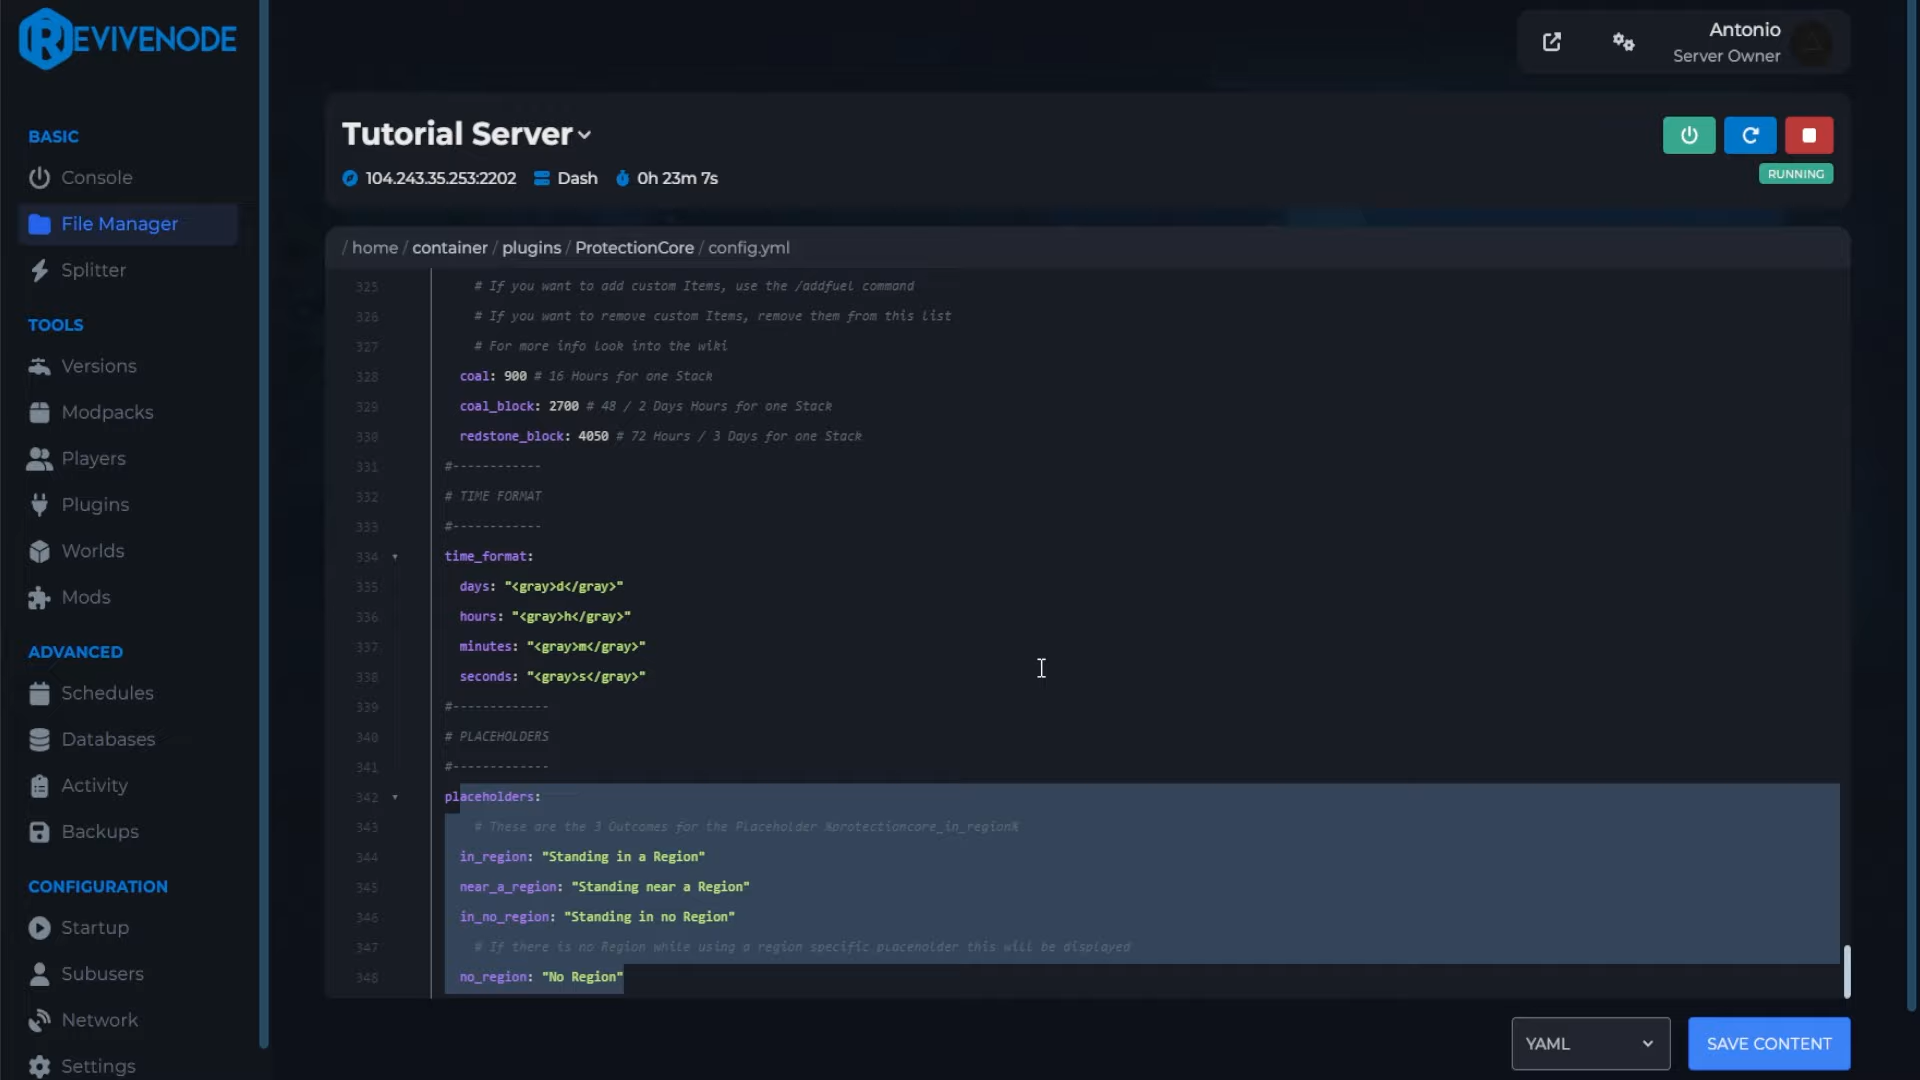 REVIVENODE
Antonio
Server Owner
BASIC
Console
File Manager
Splitter
TOOLS
Versions
Modpacks
Players
Plugins
Worlds
Mods
ADVANCED
Schedules
Databases
Activity
Backups
CONFIGURATION
Startup
Subusers
Network
Settings
Tutorial Server
104.243.35.253:2202 Dash 0h 23m 7s
RUNNING
/ home / container / plugins / ProtectionCore / config.yml
325 # If you want to add custom Items, use the /addfuel command
326 # If you want to remove custom Items, remove them from this list
327 # For more info look into the wiki
328 coal: 900 # 16 Hours for one Stack
329 coal_block: 2700 # 48 / 2 Days Hours for one Stack
330 redstone_block: 4050 # 72 Hours / 3 Days for one Stack
331 #------------
332 # TIME FORMAT
333 #------------
334 time_format:
335 days: "<gray>d</gray>"
336 hours: "<gray>h</gray>"
337 minutes: "<gray>m</gray>"
338 seconds: "<gray>s</gray>"
339 #-------------
340 # PLACEHOLDERS
341 #-------------
342 placeholders:
343 # These are the 3 Outcomes for the Placeholder %protectioncore_in_region%
344 in_region: "Standing in a Region"
345 near_a_region: "Standing near a Region"
346 in_no_region: "Standing in no Region"
347 # If there is no Region while using a region specific placeholder this will be displayed
348 no_region: "No Region"
YAML
SAVE CONTENT